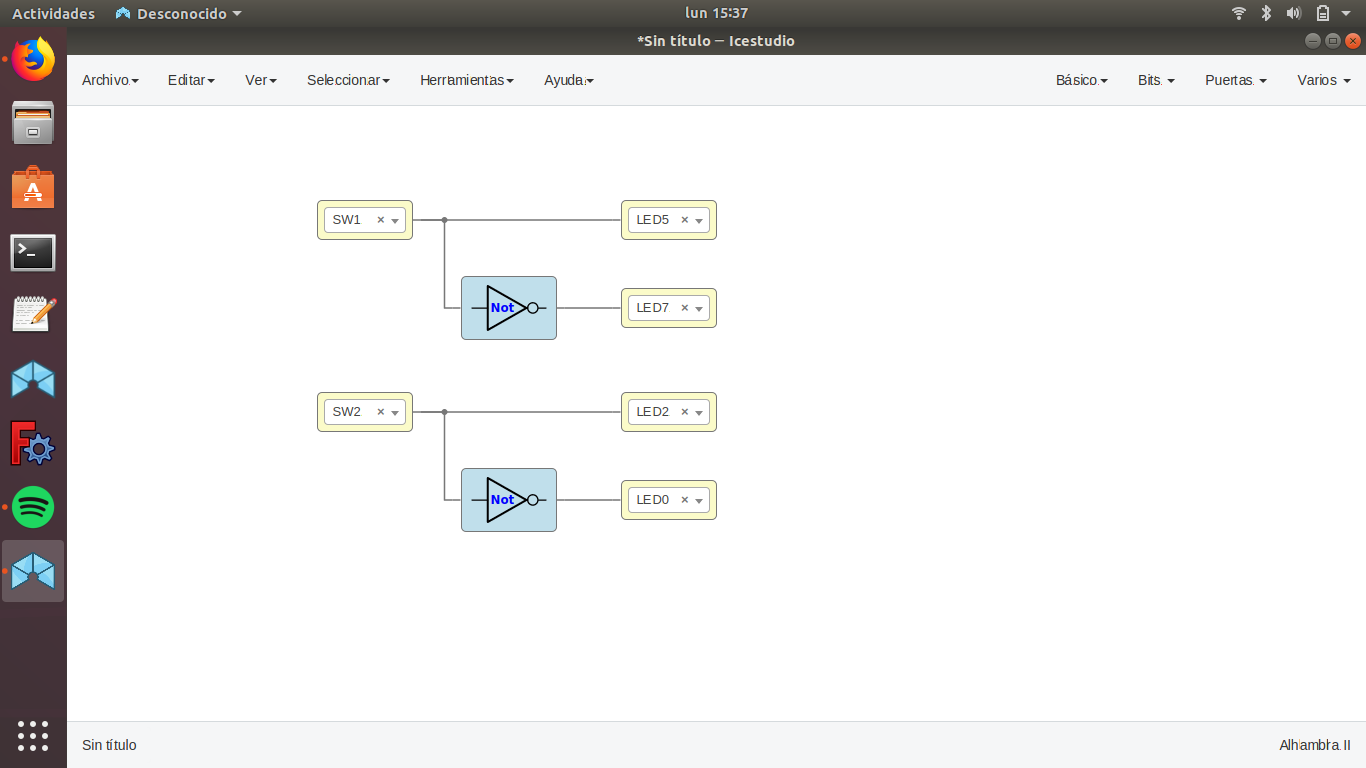 Actividades Desconocido lun 15:37
*Sin título — Icestudio
Archivo Editar Ver Seleccionar Herramientas Ayuda Básico Bits Puertas Varios
SW1 × LED5 ×
Not LED7 ×
SW2 × LED2 ×
Not LED0 ×
Sin título Alhambra II